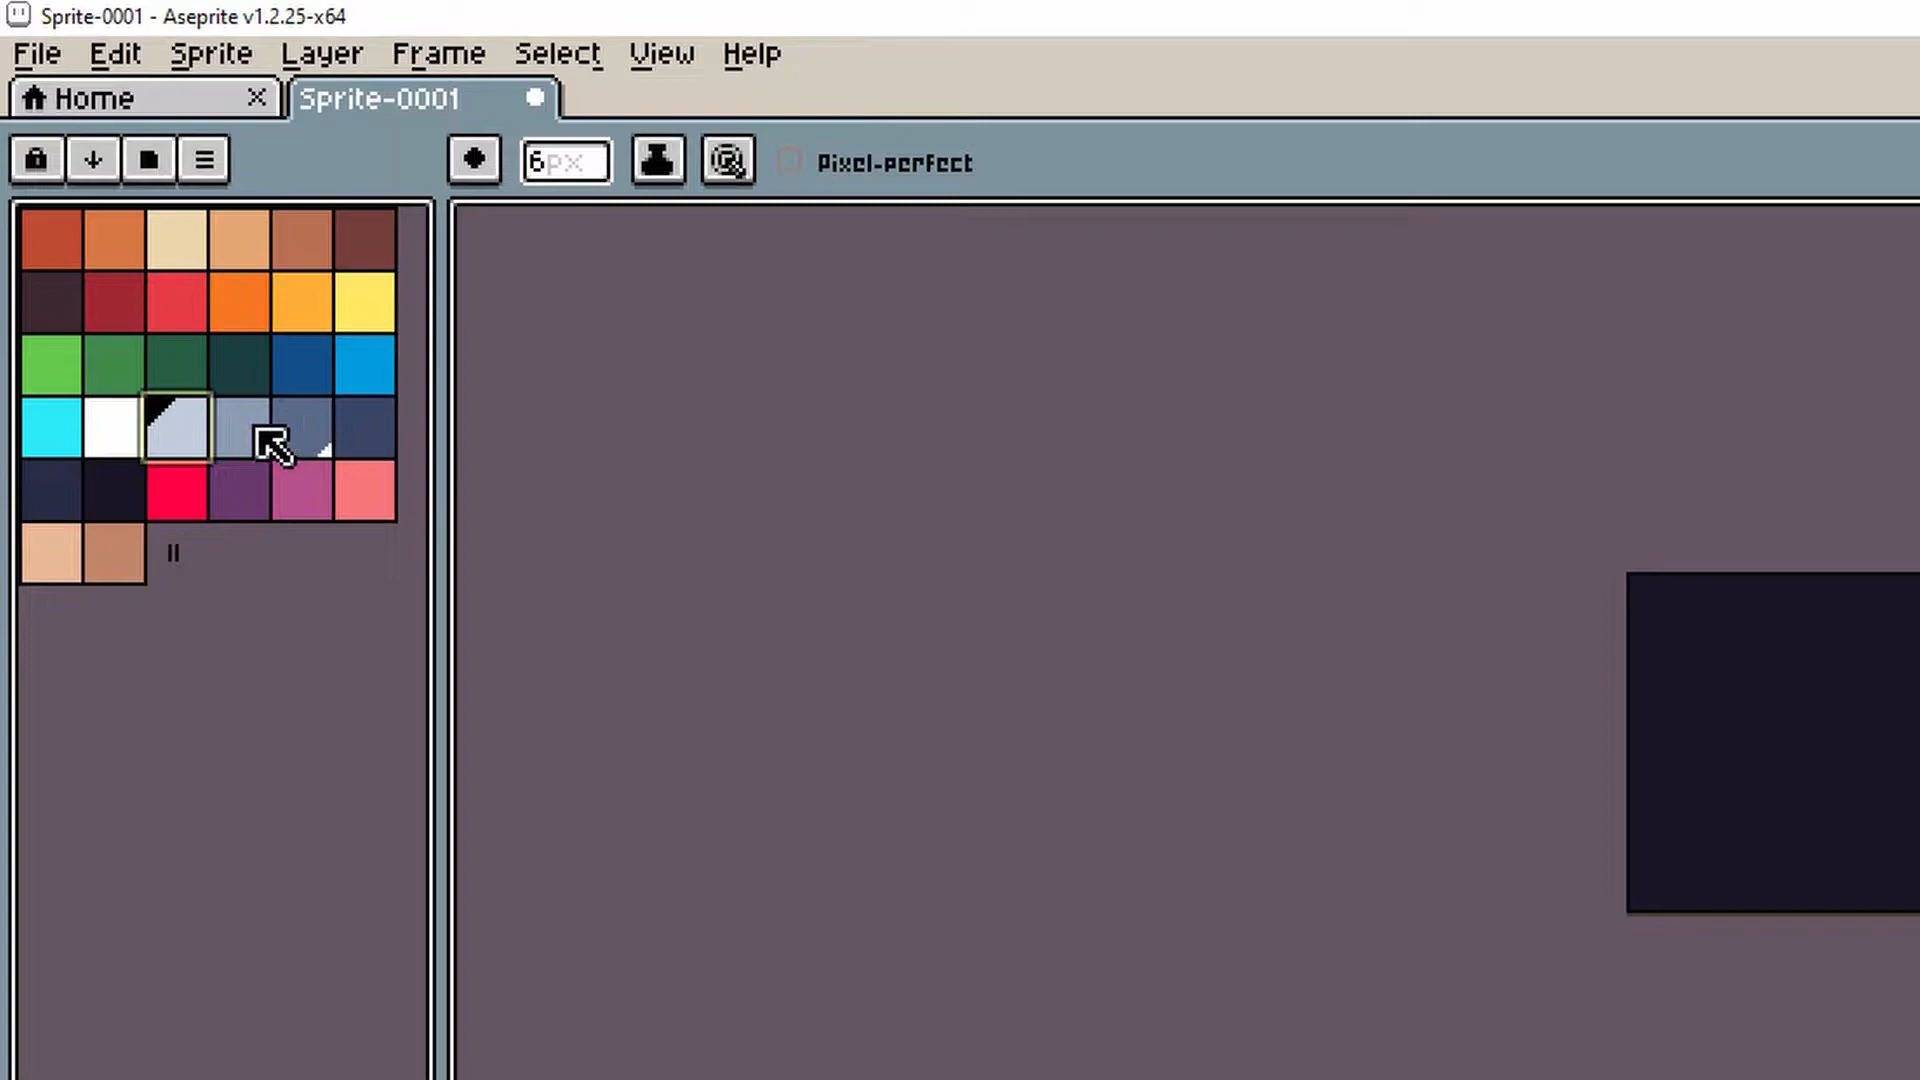 Sprite-0001 - Aseprite v1.2.25-x64
File Edit Sprite Layer Frame Select View Help
Home Sprite-0001
6px Pixel-perfect